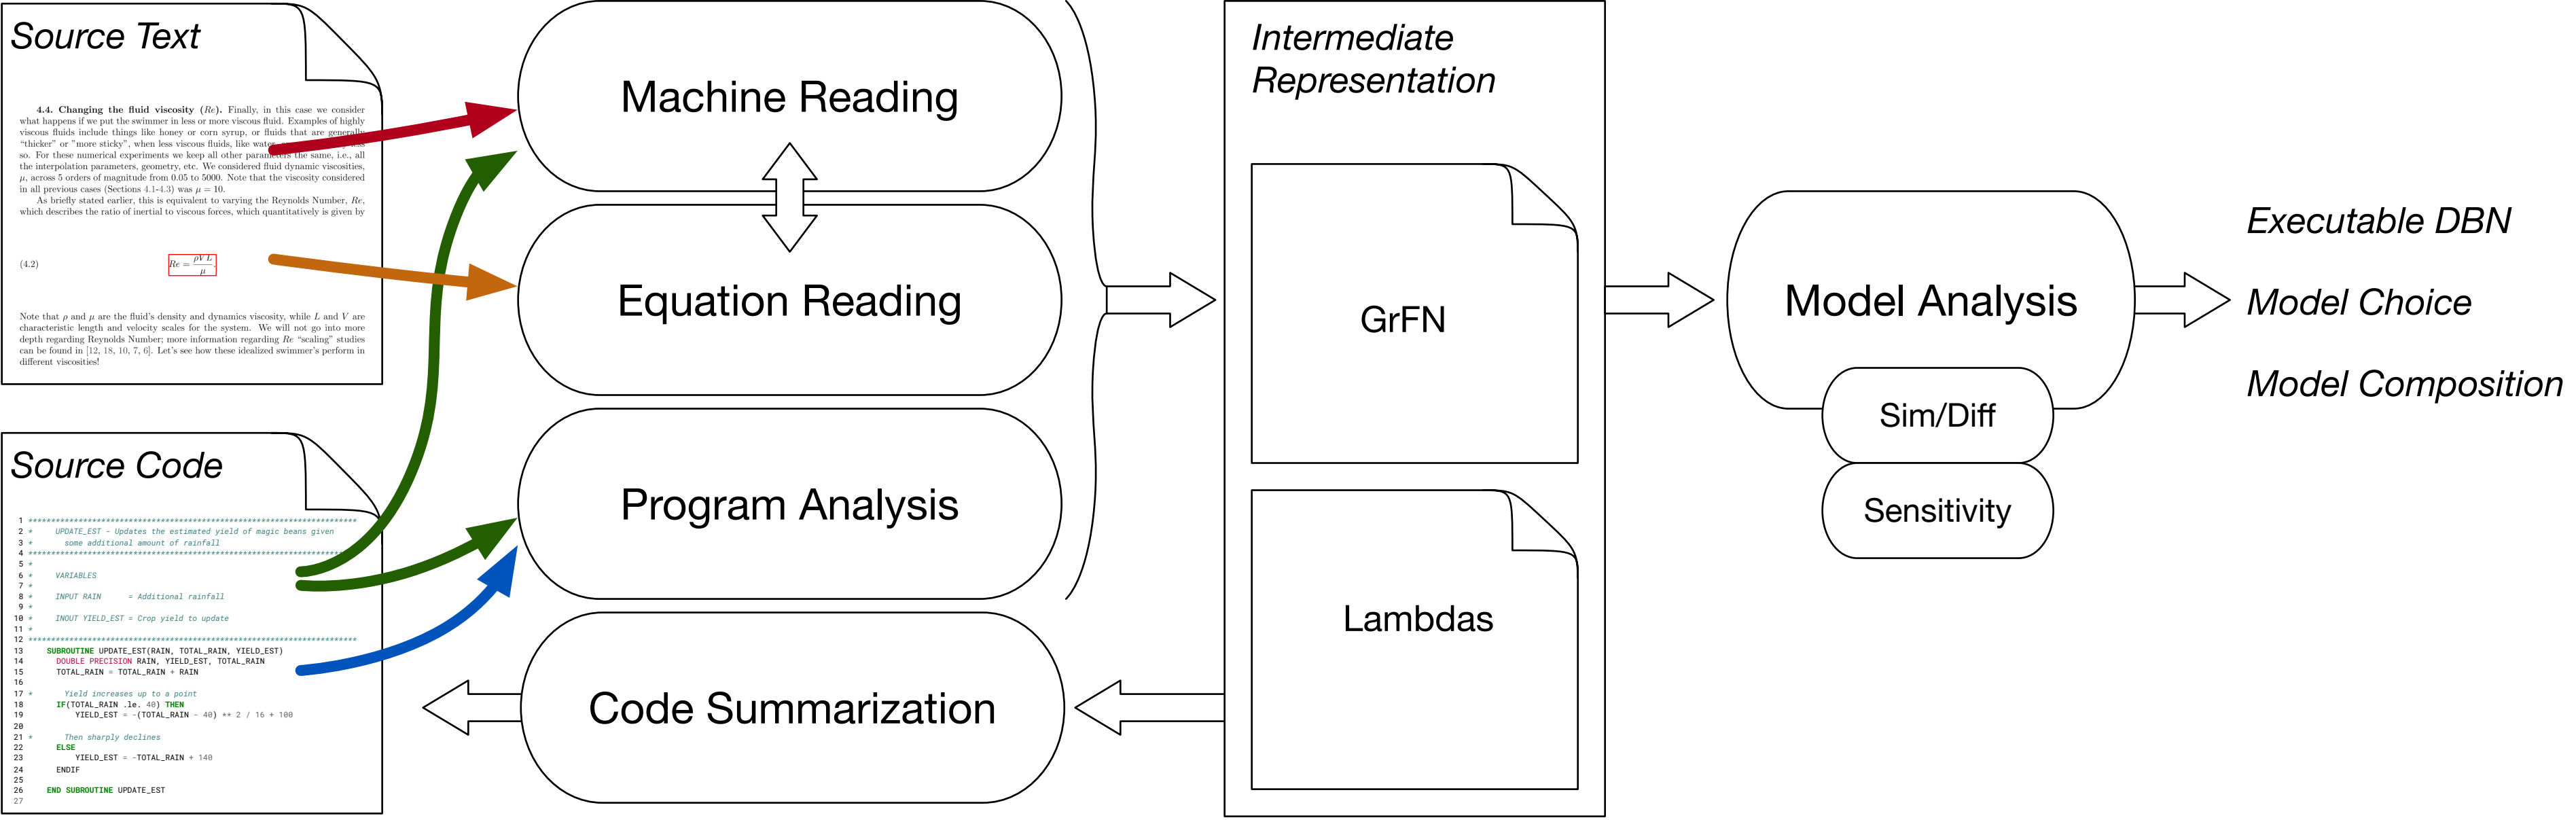 Source Text
4.4. Changing the fluid viscosity (Re). Finally, in this case we consider
what happens if we put the swimmer in less or more viscous fluid. Examples of highly
viscous fluids include things like honey or corn syrup, or fluids that are generally
“thicker” or ”more sticky”, when less viscous fluids, like water, less
so. For these numerical experiments we keep all other parameters the same, i.e., all
the interpolation parameters, geometry, etc. We considered fluid dynamic viscosities,
μ, across 5 orders of magnitude from 0.05 to 5000. Note that the viscosity considered
in all previous cases (Sections 4.1-4.3) was μ = 10.
As briefly stated earlier, this is equivalent to varying the Reynolds Number, Re,
which describes the ratio of inertial to viscous forces, which quantitatively is given by
(4.2) Re = ρVL / μ
Note that ρ and μ are the fluid's density and dynamics viscosity, while L and V are
characteristic length and velocity scales for the system. We will not go into more
depth regarding Reynolds Number; more information regarding Re “scaling” studies
can be found in [12, 18, 10, 7, 6]. Let's see how these idealized swimmer's perform in
different viscosities!
Source Code
1 ************************************************************************
2 * UPDATE_EST - Updates the estimated yield of magic beans given
3 * some additional amount of rainfall
4 ************************************************************************
5 *
6 * VARIABLES
7 *
8 * INPUT RAIN = Additional rainfall
9 *
10 * INOUT YIELD_EST = Crop yield to update
11 *
12 ************************************************************************
13 SUBROUTINE UPDATE_EST(RAIN, TOTAL_RAIN, YIELD_EST)
14 DOUBLE PRECISION RAIN, YIELD_EST, TOTAL_RAIN
15 TOTAL_RAIN = TOTAL_RAIN + RAIN
16
17 * Yield increases up to a point
18 IF(TOTAL_RAIN .le. 40) THEN
19 YIELD_EST = -(TOTAL_RAIN - 40) ** 2 / 16 + 100
20
21 * Then sharply declines
22 ELSE
23 YIELD_EST = -TOTAL_RAIN + 140
24 ENDIF
25
26 END SUBROUTINE UPDATE_EST
27
Machine Reading
Equation Reading
Program Analysis
Code Summarization
Intermediate
Representation
GrFN
Lambdas
Model Analysis
Sim/Diff
Sensitivity
Executable DBN
Model Choice
Model Composition